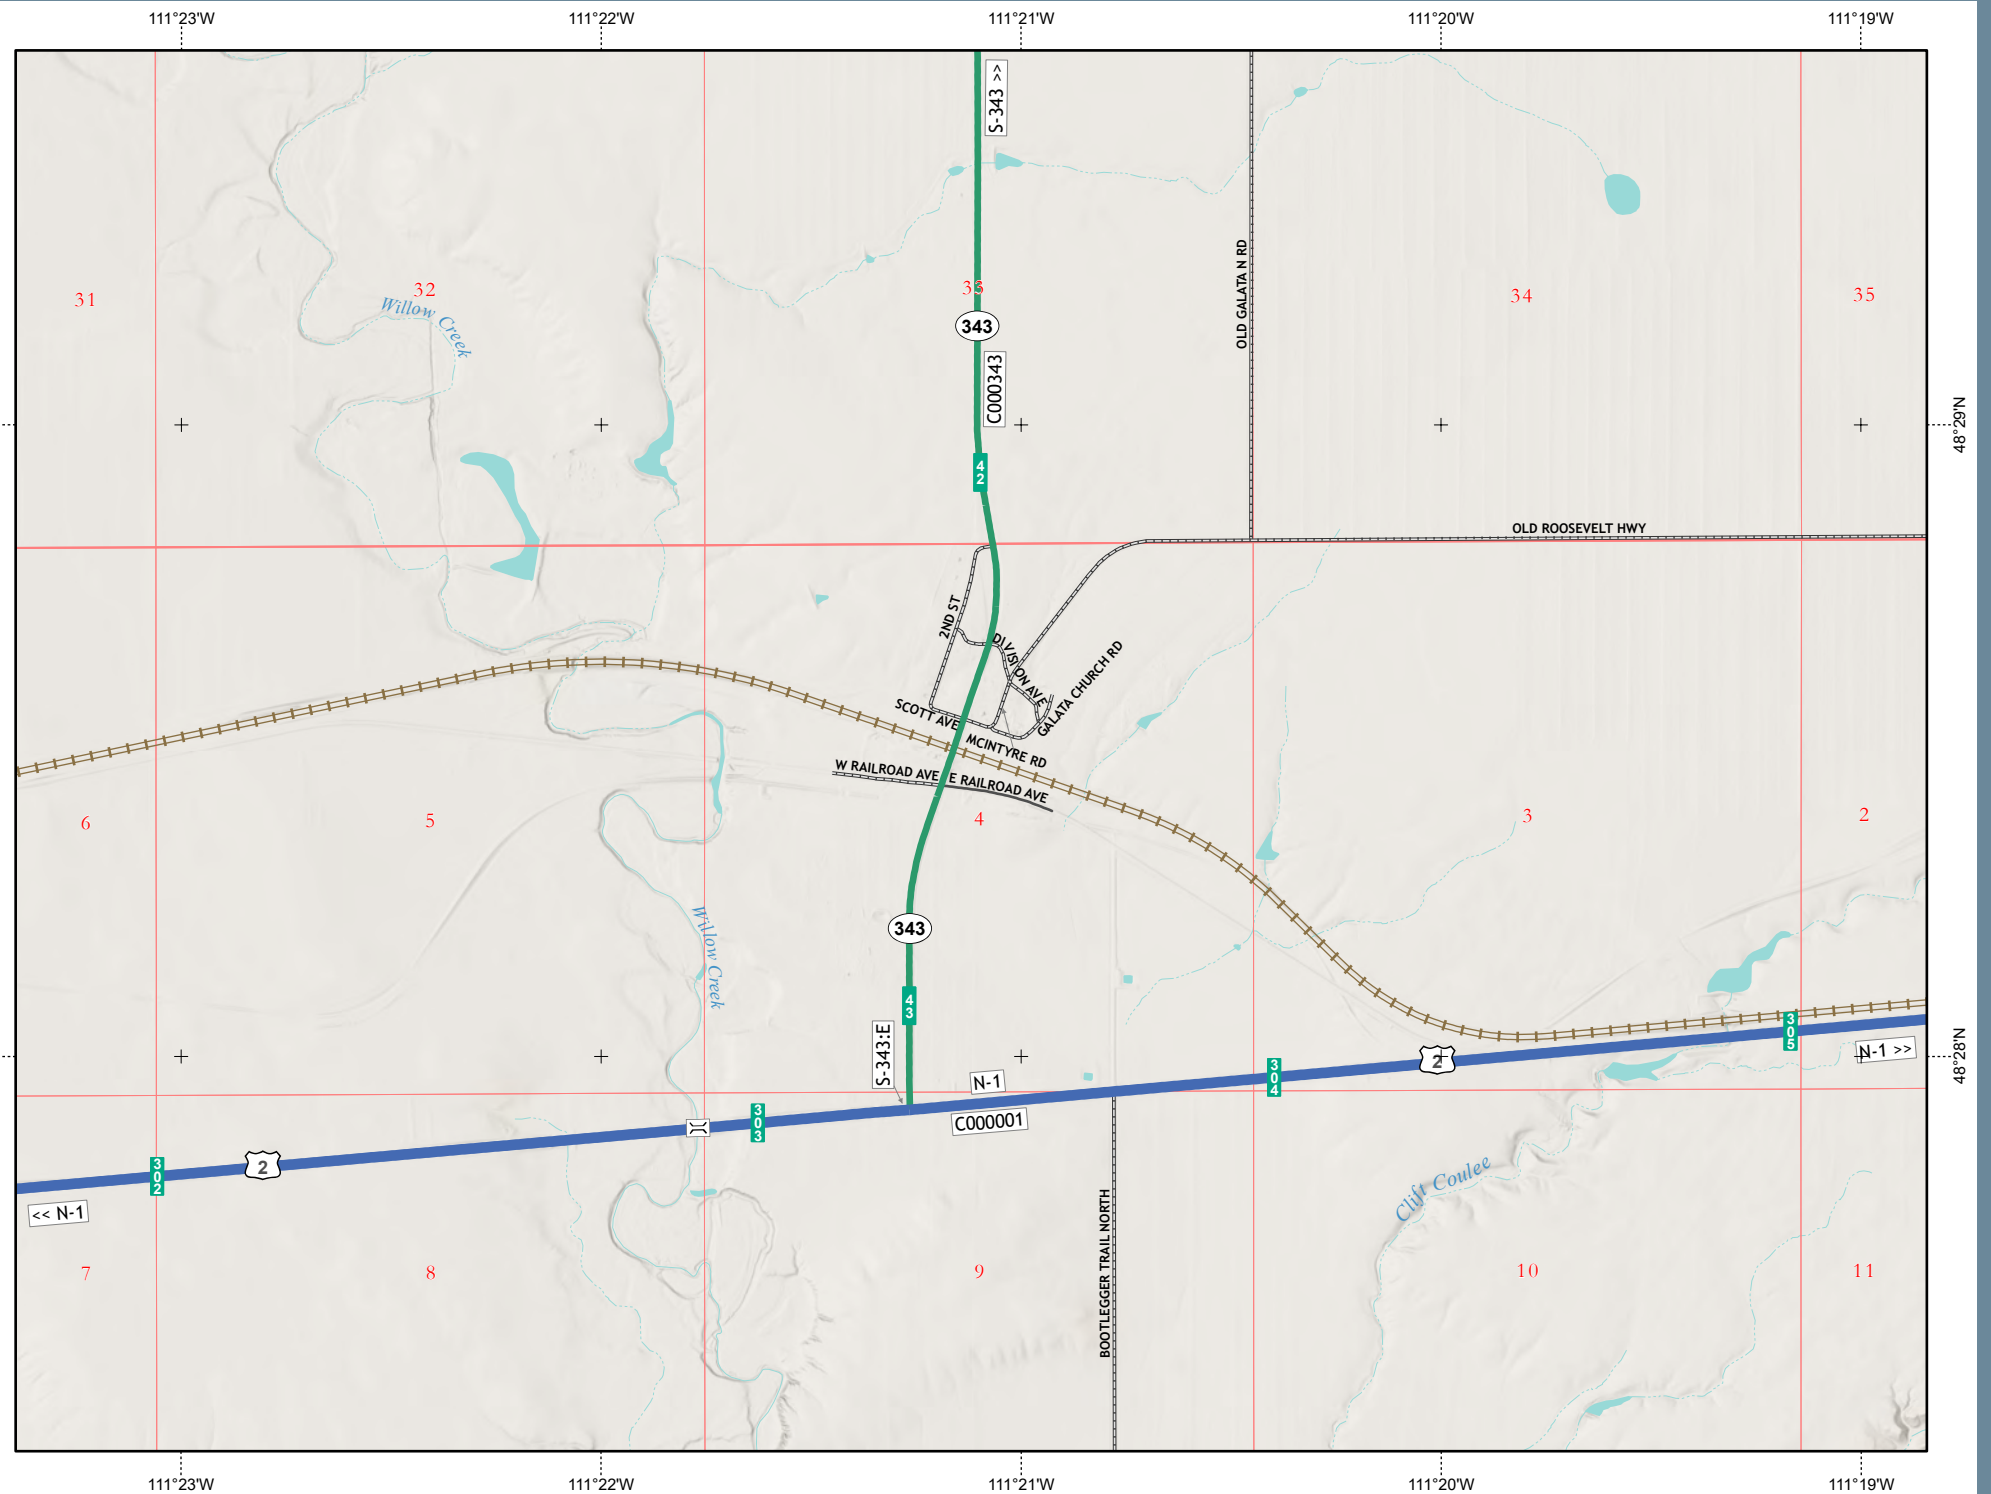 111°23'W
111°22'W
111°21'W
111°20'W
111°19'W
S-343 >>
OLD GALATA N RD
31
32
33
34
35
Willow Creek
343
C000343
48°29'N
42
OLD ROOSEVELT HWY
2ND ST
DIVISION AVE
GALATA CHURCH RD
SCOTT AVE
MCINTYRE RD
W RAILROAD AVE
E RAILROAD AVE
6
5
4
3
2
343
Willow Creek
43
S-343:E
305
N-1 >>
48°28'N
2
304
N-1
C000001
303
302
2
<< N-1
Clift Coulee
BOOTLEGGER TRAIL NORTH
7
8
9
10
11
111°23'W
111°22'W
111°21'W
111°20'W
111°19'W